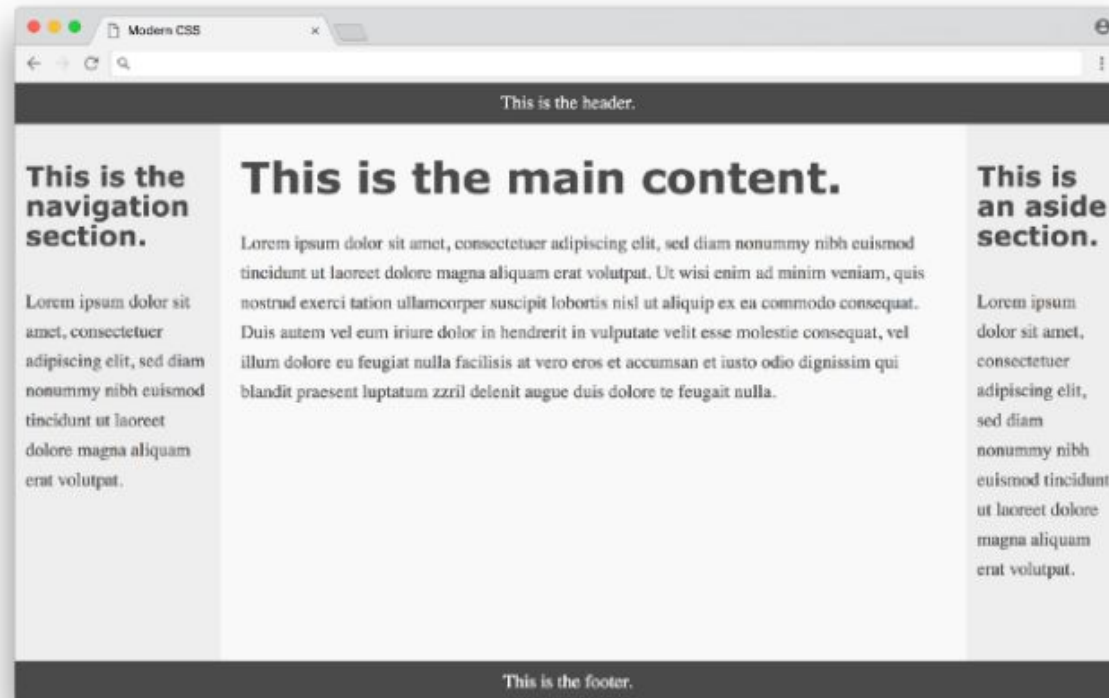 Modern CSS
This is the header.
This is the
navigation
section.
Lorem ipsum dolor sit
amet, consectetuer
adipiscing elit, sed diam
nonummy nibh euismod
tincidunt ut laoreet
dolore magna aliquam
erat volutpat.
This is the main content.
Lorem ipsum dolor sit amet, consectetuer adipiscing elit, sed diam nonummy nibh euismod
tincidunt ut laoreet dolore magna aliquam erat volutpat. Ut wisi enim ad minim veniam, quis
nostrud exerci tation ullamcorper suscipit lobortis nisl ut aliquip ex ea commodo consequat.
Duis autem vel eum iriure dolor in hendrerit in vulputate velit esse molestie consequat, vel
illum dolore eu feugiat nulla facilisis at vero eros et accumsan et iusto odio dignissim qui
blandit praesent luptatum zzril delenit augue duis dolore te feugait nulla.
This is
an aside
section.
Lorem ipsum
dolor sit amet,
consectetuer
adipiscing elit,
sed diam
nonummy nibh
euismod tincidunt
ut laoreet dolore
magna aliquam
erat volutpat.
This is the footer.